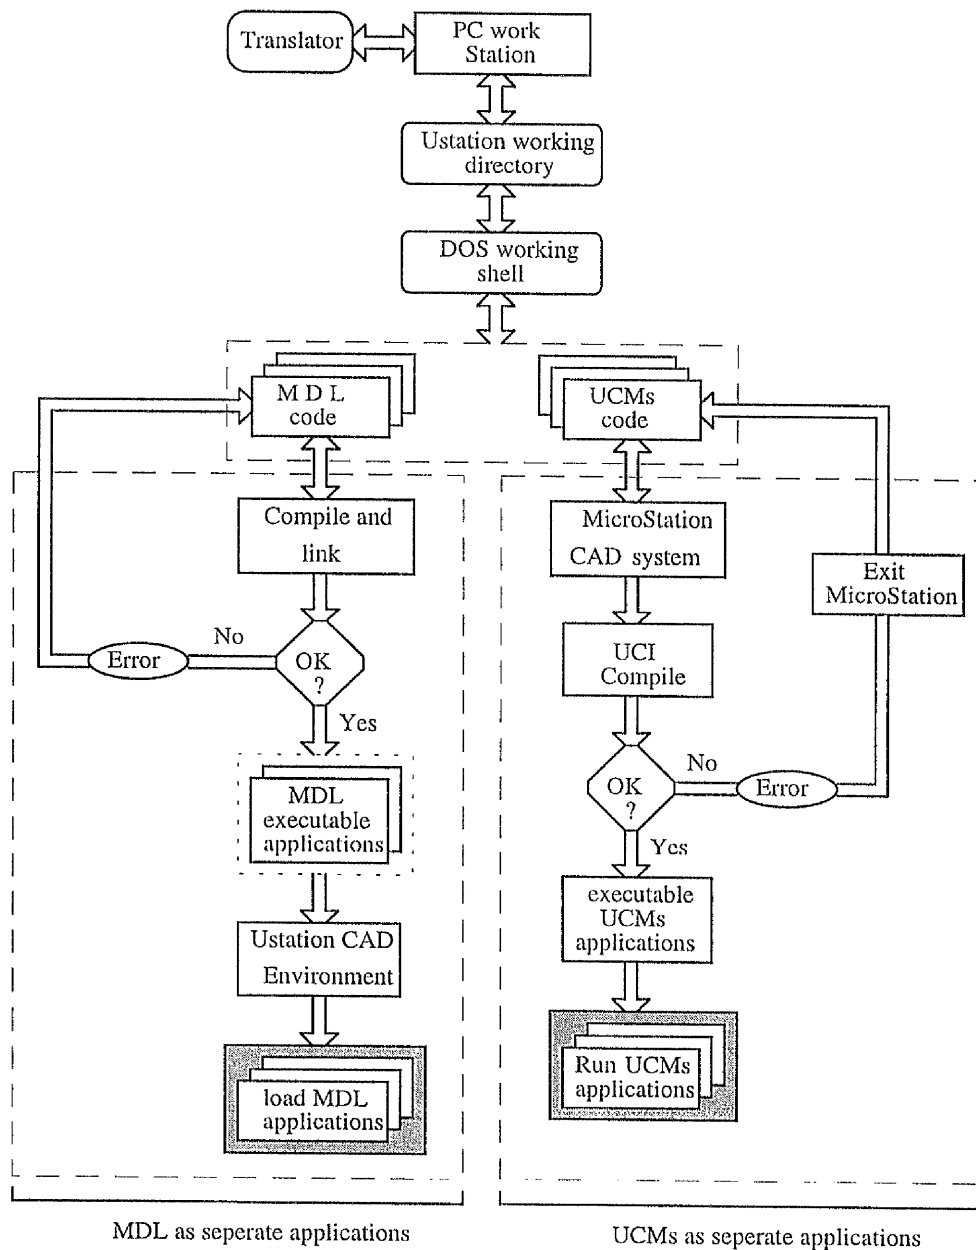 Translator
PC work
Station
Ustation working
directory
DOS working
shell
M D L
code
UCMs
code
Compile and
link
MicroStation
CAD system
Exit
MicroStation
No
Error
OK
?
Yes
UCI
Compile
No
OK
?
Error
Yes
MDL
executable
applications
executable
UCMs
applications
Ustation CAD
Environment
load MDL
applications
Run UCMs
applications
MDL as seperate applications
UCMs as seperate applications